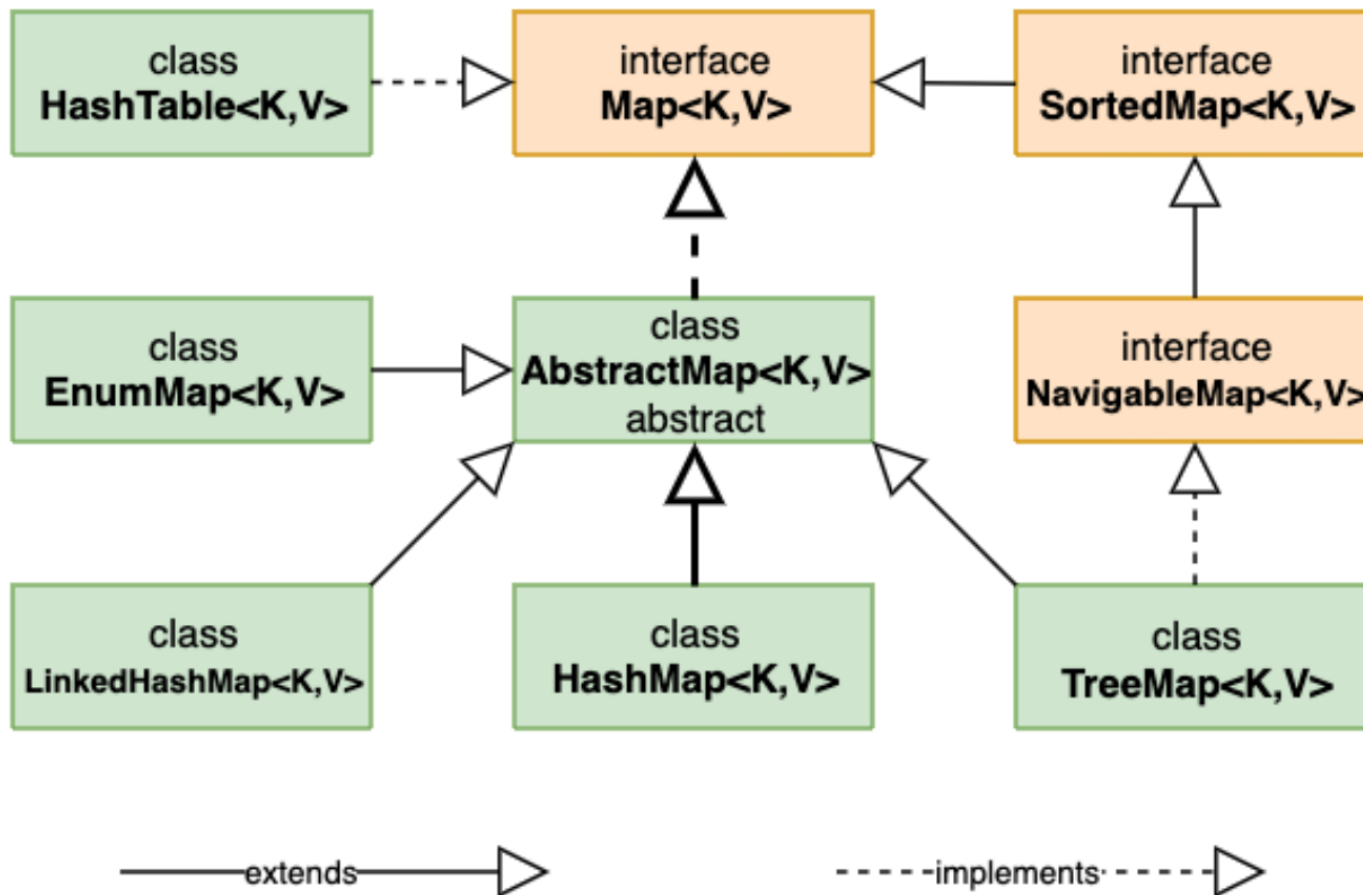 class
HashTable<K,V>
interface
Map<K,V>
interface
SortedMap<K,V>
class
EnumMap<K,V>
class
AbstractMap<K,V>
abstract
interface
NavigableMap<K,V>
class
LinkedHashMap<K,V>
class
HashMap<K,V>
class
TreeMap<K,V>
extends
implements